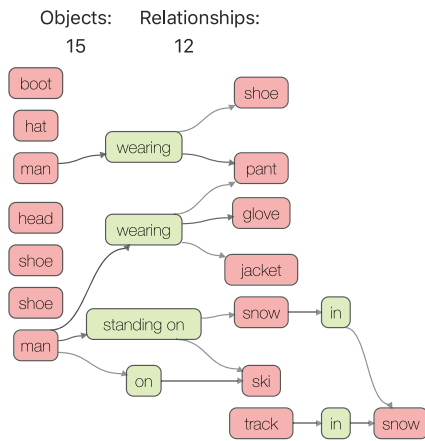 Objects: Relationships:
15 12
boot
shoe
hat
wearing
man
pant
head
glove
wearing
shoe
jacket
shoe
snow
in
standing on
man
on
ski
track
in
snow